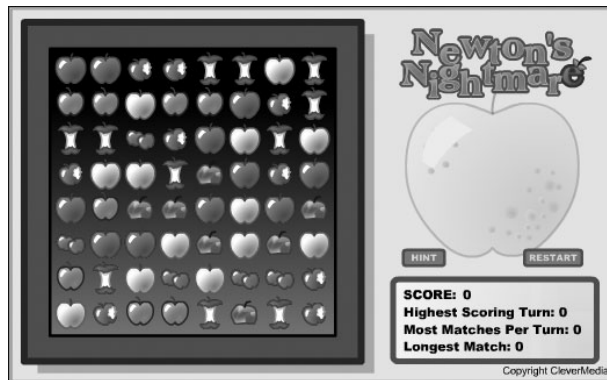 Newton's
Nightmare
HINT
RESTART
SCORE: 0
Highest Scoring Turn: 0
Most Matches Per Turn: 0
Longest Match: 0
Copyright CleverMedia